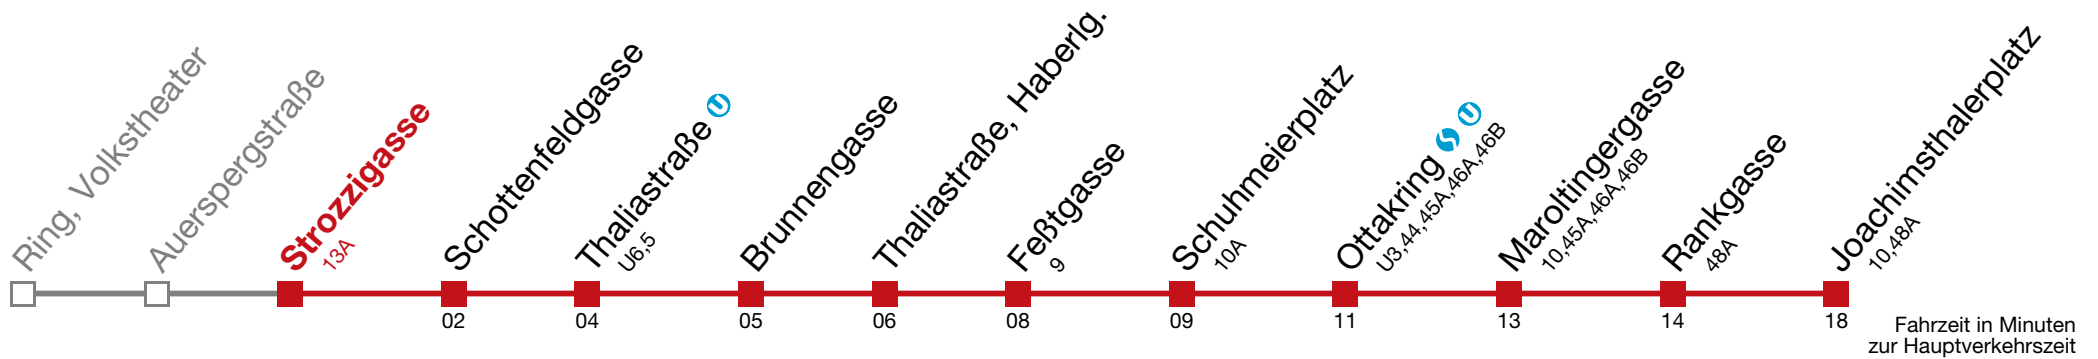 Ring, Volkstheater
Auerspergstraße
Strozzigasse
13A
Schottenfeldgasse
Thaliastraße U
U6,5
Brunnengasse
Thaliastraße, Haberlg.
Feßtgasse
9
Schuhmeierplatz
10A
Ottakring S U
U3,44,45A,46A,46B
Maroltingergasse
10,45A,46A,46B
Rankgasse
48A
Joachimsthalerplatz
10,48A
02 04 05 06 08 09 11 13 14 18
Fahrzeit in Minuten
zur Hauptverkehrszeit